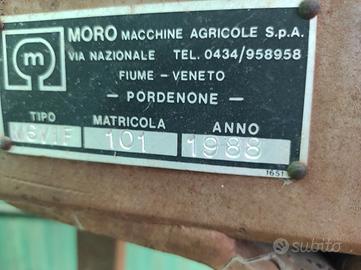 m
MORO MACCHINE AGRICOLE S.p.A.
VIA NAZIONALE TEL. 0434/958958
FIUME - VENETO
- PORDENONE -
TIPO MATRICOLA ANNO
101 1988
1651
subito